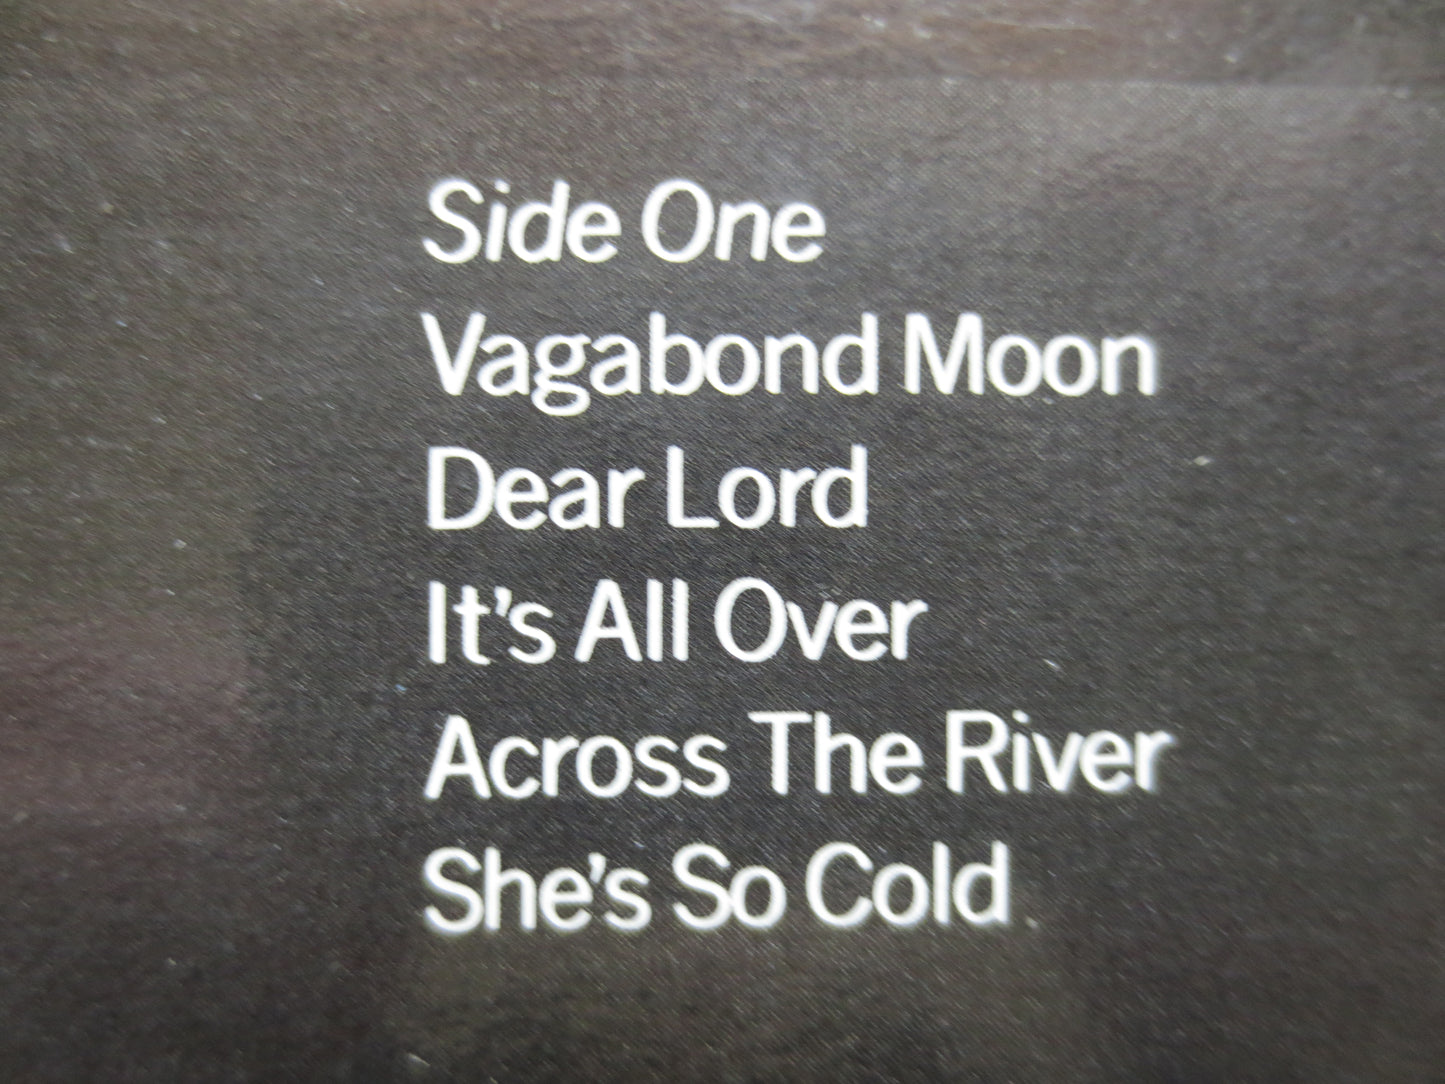 Side One
Vagabond Moon
Dear Lord
It's All Over
Across The River
She's So Cold